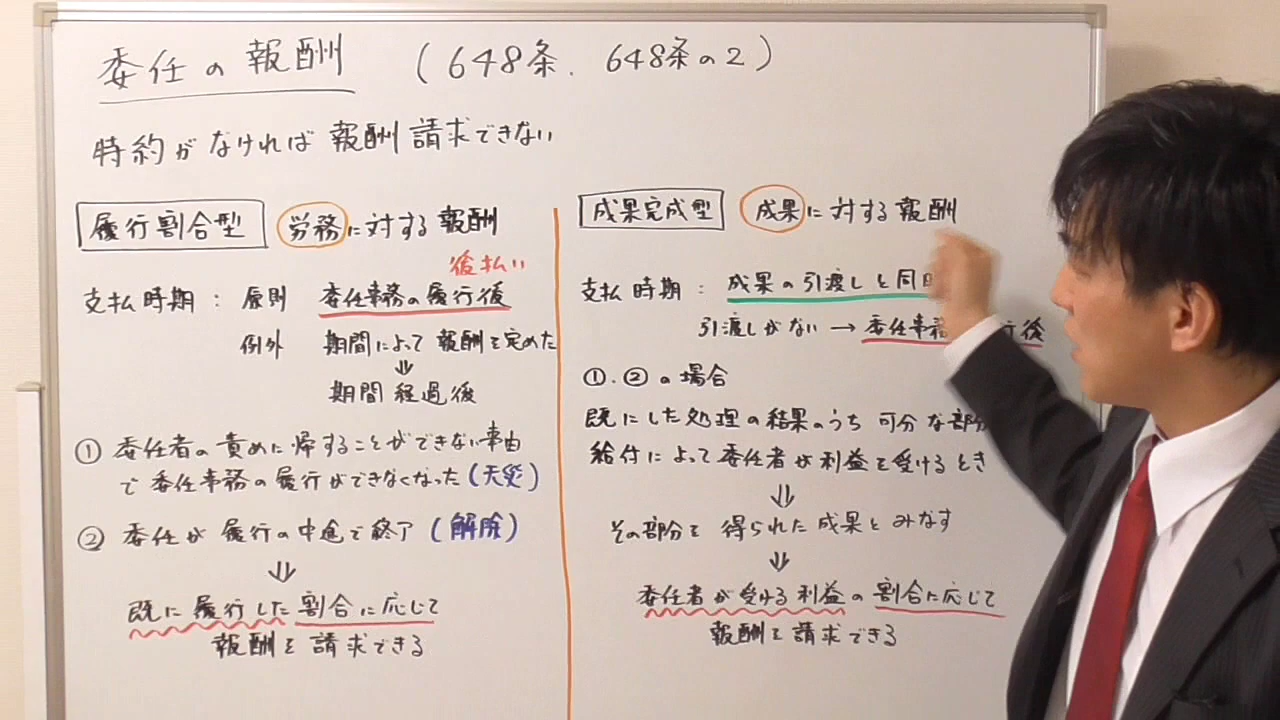 委任の報酬 (648条、648条の2)
特約がなければ報酬請求できない
履行割合型 労務に対する報酬
後払い
支払時期: 原則 委任事務の履行後
例外 期間によって報酬を定めた
⇓
期間経過後
① 委任者の責めに帰することができない事由
で委任事務の履行ができなくなった(天災)
② 委任が履行の中途で終了(解除)
⇓
既に履行した割合に応じて
報酬を請求できる
成果完成型 成果に対する報酬
支払時期: 成果の引渡しと同
引渡しがない → 委任事務 行後
①.②の場合
既にした処理の結果のうち可分な部分
給付によって委任者が利益を受けるとき
⇓
その部分を得られた成果とみなす
⇓
委任者が受ける利益の割合に応じて
報酬を請求できる